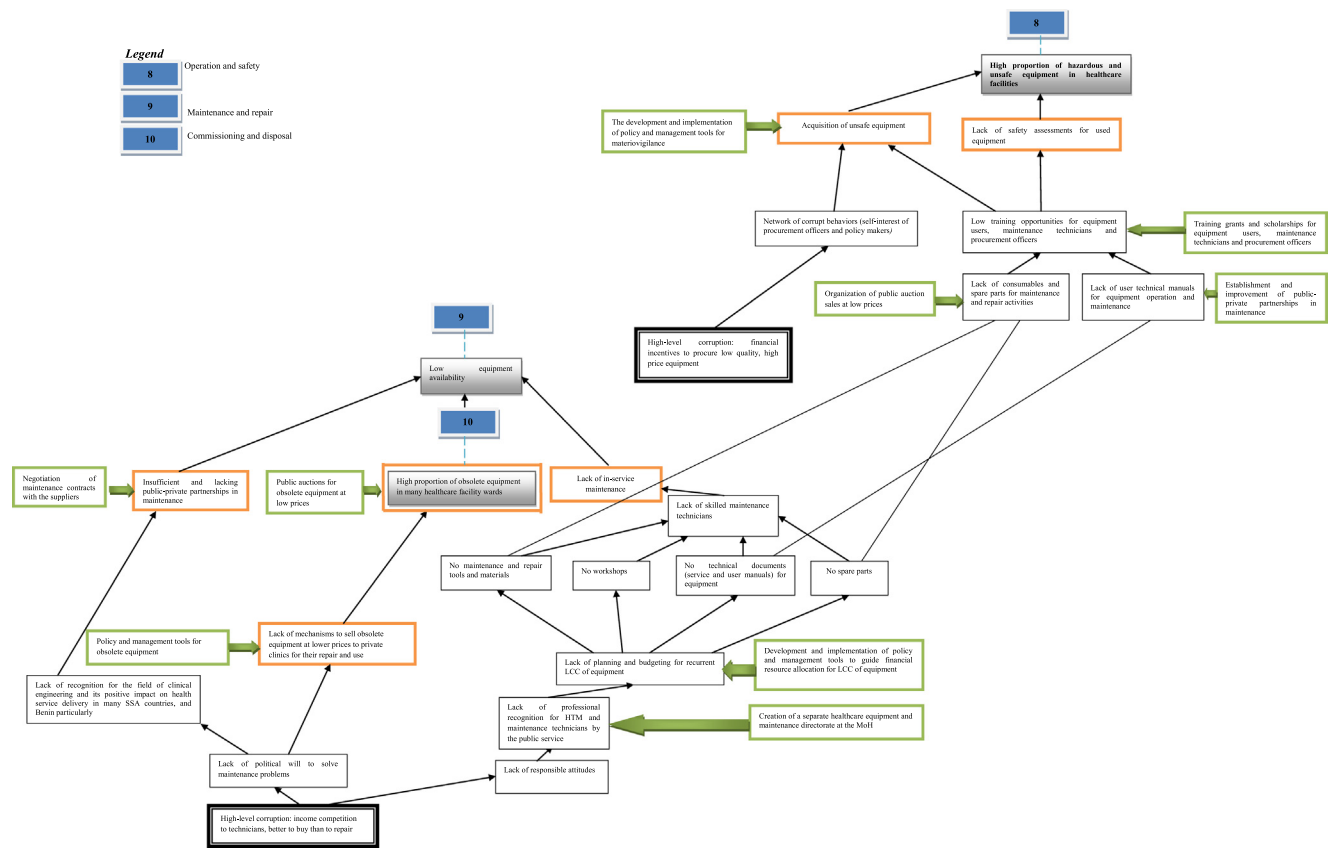 Legend
8
Operation and safety
9
Maintenance and repair
10
Commissioning and disposal
8
High proportion of hazardous and
unsafe equipment in healthcare
facilities
The development and implementation
of policy and management tools for
materiovigilance
Acquisition of unsafe equipment
Lack of safety assessments for used
equipment
Network of corrupt behaviors (self-interest of
procurement officers and policy makers)
Low training opportunities for equipment
users, maintenance technicians and
procurement officers
Training grants and scholarships for
equipment users, maintenance
technicians and procurement officers
Organization of public auction
sales at low prices
Lack of consumables and
spare parts for maintenance
and repair activities
Lack of user technical manuals
for equipment operation and
maintenance
Establishment and
improvement of public-
private partnerships in
maintenance
High-level corruption: financial
incentives to procure low quality, high
price equipment
9
Low equipment
availability
10
Negotiation of
maintenance contracts
with the suppliers
Insufficient and lacking
public-private partnerships in
maintenance
Public auctions for
obsolete equipment at
low prices
High proportion of obsolete equipment
in many healthcare facility wards
Lack of in-service
maintenance
Lack of skilled maintenance
technicians
No maintenance and repair
tools and materials
No workshops
No technical documents
(service and user manuals) for
equipment
No spare parts
Policy and management tools for
obsolete equipment
Lack of mechanisms to sell obsolete
equipment at lower prices to private
clinics for their repair and use
Lack of planning and budgeting for recurrent
LCC of equipment
Development and implementation of policy
and management tools to guide financial
resource allocation for LCC of equipment
Lack of recognition for the field of clinical
engineering and its positive impact on health
service delivery in many SSA countries, and
Benin particularly
Lack of professional
recognition for HTM and
maintenance technicians by
the public service
Creation of a separate healthcare equipment and
maintenance directorate at the MoH
Lack of political will to solve
maintenance problems
Lack of responsible attitudes
High-level corruption: income competition
to technicians, better to buy than to repair